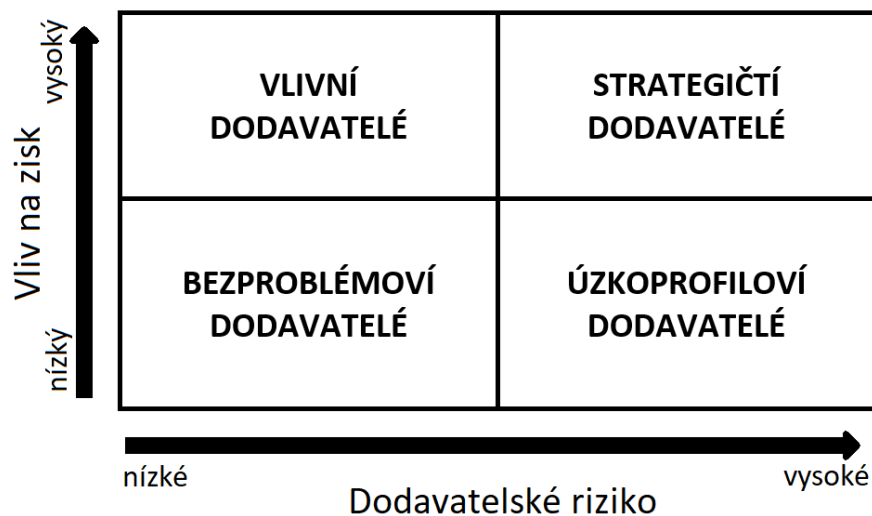 vysoký
Vliv na zisk
nízký
VLIVNÍ
DODAVATELÉ
STRATEGIČTÍ
DODAVATELÉ
BEZPROBLÉMOVÍ
DODAVATELÉ
ÚZKOPROFILOVÍ
DODAVATELÉ
nízké
vysoké
Dodavatelské riziko